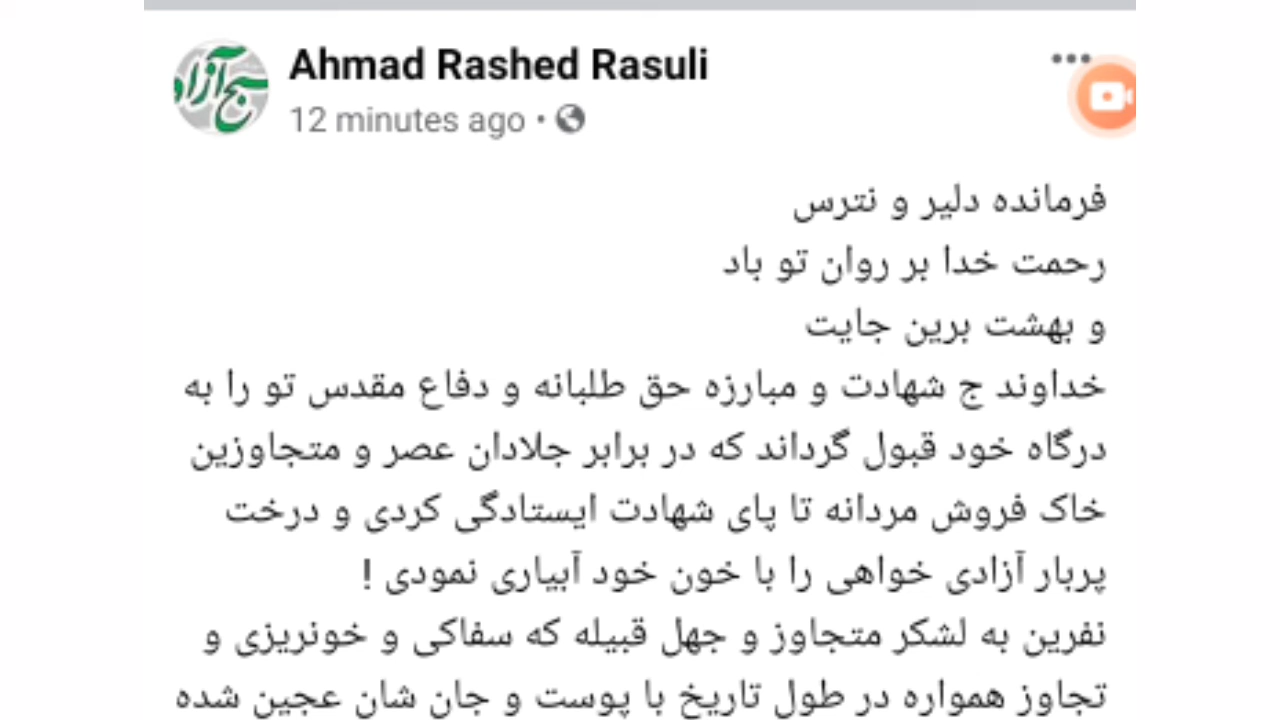 Ahmad Rashed Rasuli
12 minutes ago •
فرمانده دلیر و نترس
رحمت خدا بر روان تو باد
و بهشت برین جایت
خداوند ج شهادت و مبارزه حق طلبانه و دفاع مقدس تو را به
درگاه خود قبول گرداند که در برابر جلادان عصر و متجاوزین
خاک فروش مردانه تا پای شهادت ایستادگی کردی و درخت
پربار آزادی خواهی را با خون خود آبیاری نمودی !
نفرین به لشکر متجاوز و جهل قبیله که سفاکی و خونریزی و
تجاوز همواره در طول تاریخ با پوست و جان شان عجین شده